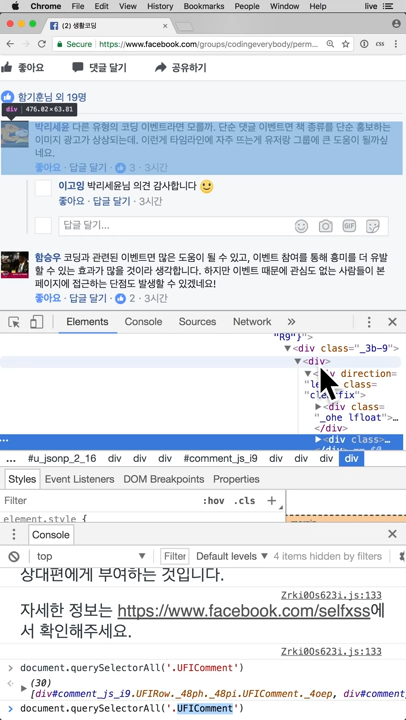 Chrome File Edit View History Bookmarks People Window Help live
(2) 생활코딩
Secure https://www.facebook.com/groups/codingeverybody/perm
css
좋아요 댓글 달기 공유하기
함기훈님 외 19명
div 476.02×63.81
박리세윤 다른 유형의 코딩 이벤트라면 모를까, 단순 댓글 이벤트면 책 종류를 단순 홍보하는
이미지 광고가 상상되는데, 이런게 타임라인에 자주 뜨는게 유저랑 그룹에 큰 도움이 될까싶
네요.
좋아요 · 답글 달기 · 3 · 3시간
이고잉 박리세윤님 의견 감사합니다
좋아요 · 답글 달기 · 3시간
답글 달기...
GIF
함승우 코딩과 관련된 이벤트면 많은 도움이 될 수 있고, 이벤트 참여를 통해 흥미를 더 유발
할 수 있는 효과가 많을 것이라 생각합니다. 하지만 이벤트 때문에 관심도 없는 사람들이 본
페이지에 접근하는 단점도 발생할 수 있겠네요!
좋아요 · 답글 달기 · 2 · 3시간
Elements Console Sources Network »
"R9"}">
▼<div class="_3b-9">
▼<div>
▼<div direction=
"left" class=
"clearfix">
▶<div class=
"_ohe lfloat">…
</div>
▶<div class>…
</div> == $0
... #u_jsonp_2_16 div div #comment_js_i9 div div div div
Styles Event Listeners DOM Breakpoints Properties
Filter :hov .cls +
element.style {
Console
top Filter Default levels ▼ 4 items hidden by filters
상대편에게 부여하는 것입니다.
Zrki0Os623i.js:133
자세한 정보는 https://www.facebook.com/selfxss에
서 확인해주세요.
Zrki0Os623i.js:133
> document.querySelectorAll('.UFIComment')
(30)
[div#comment_js_i9.UFIRow._48ph._48pi.UFIComment._4oep, div#comment
> document.querySelectorAll('.UFIComment')